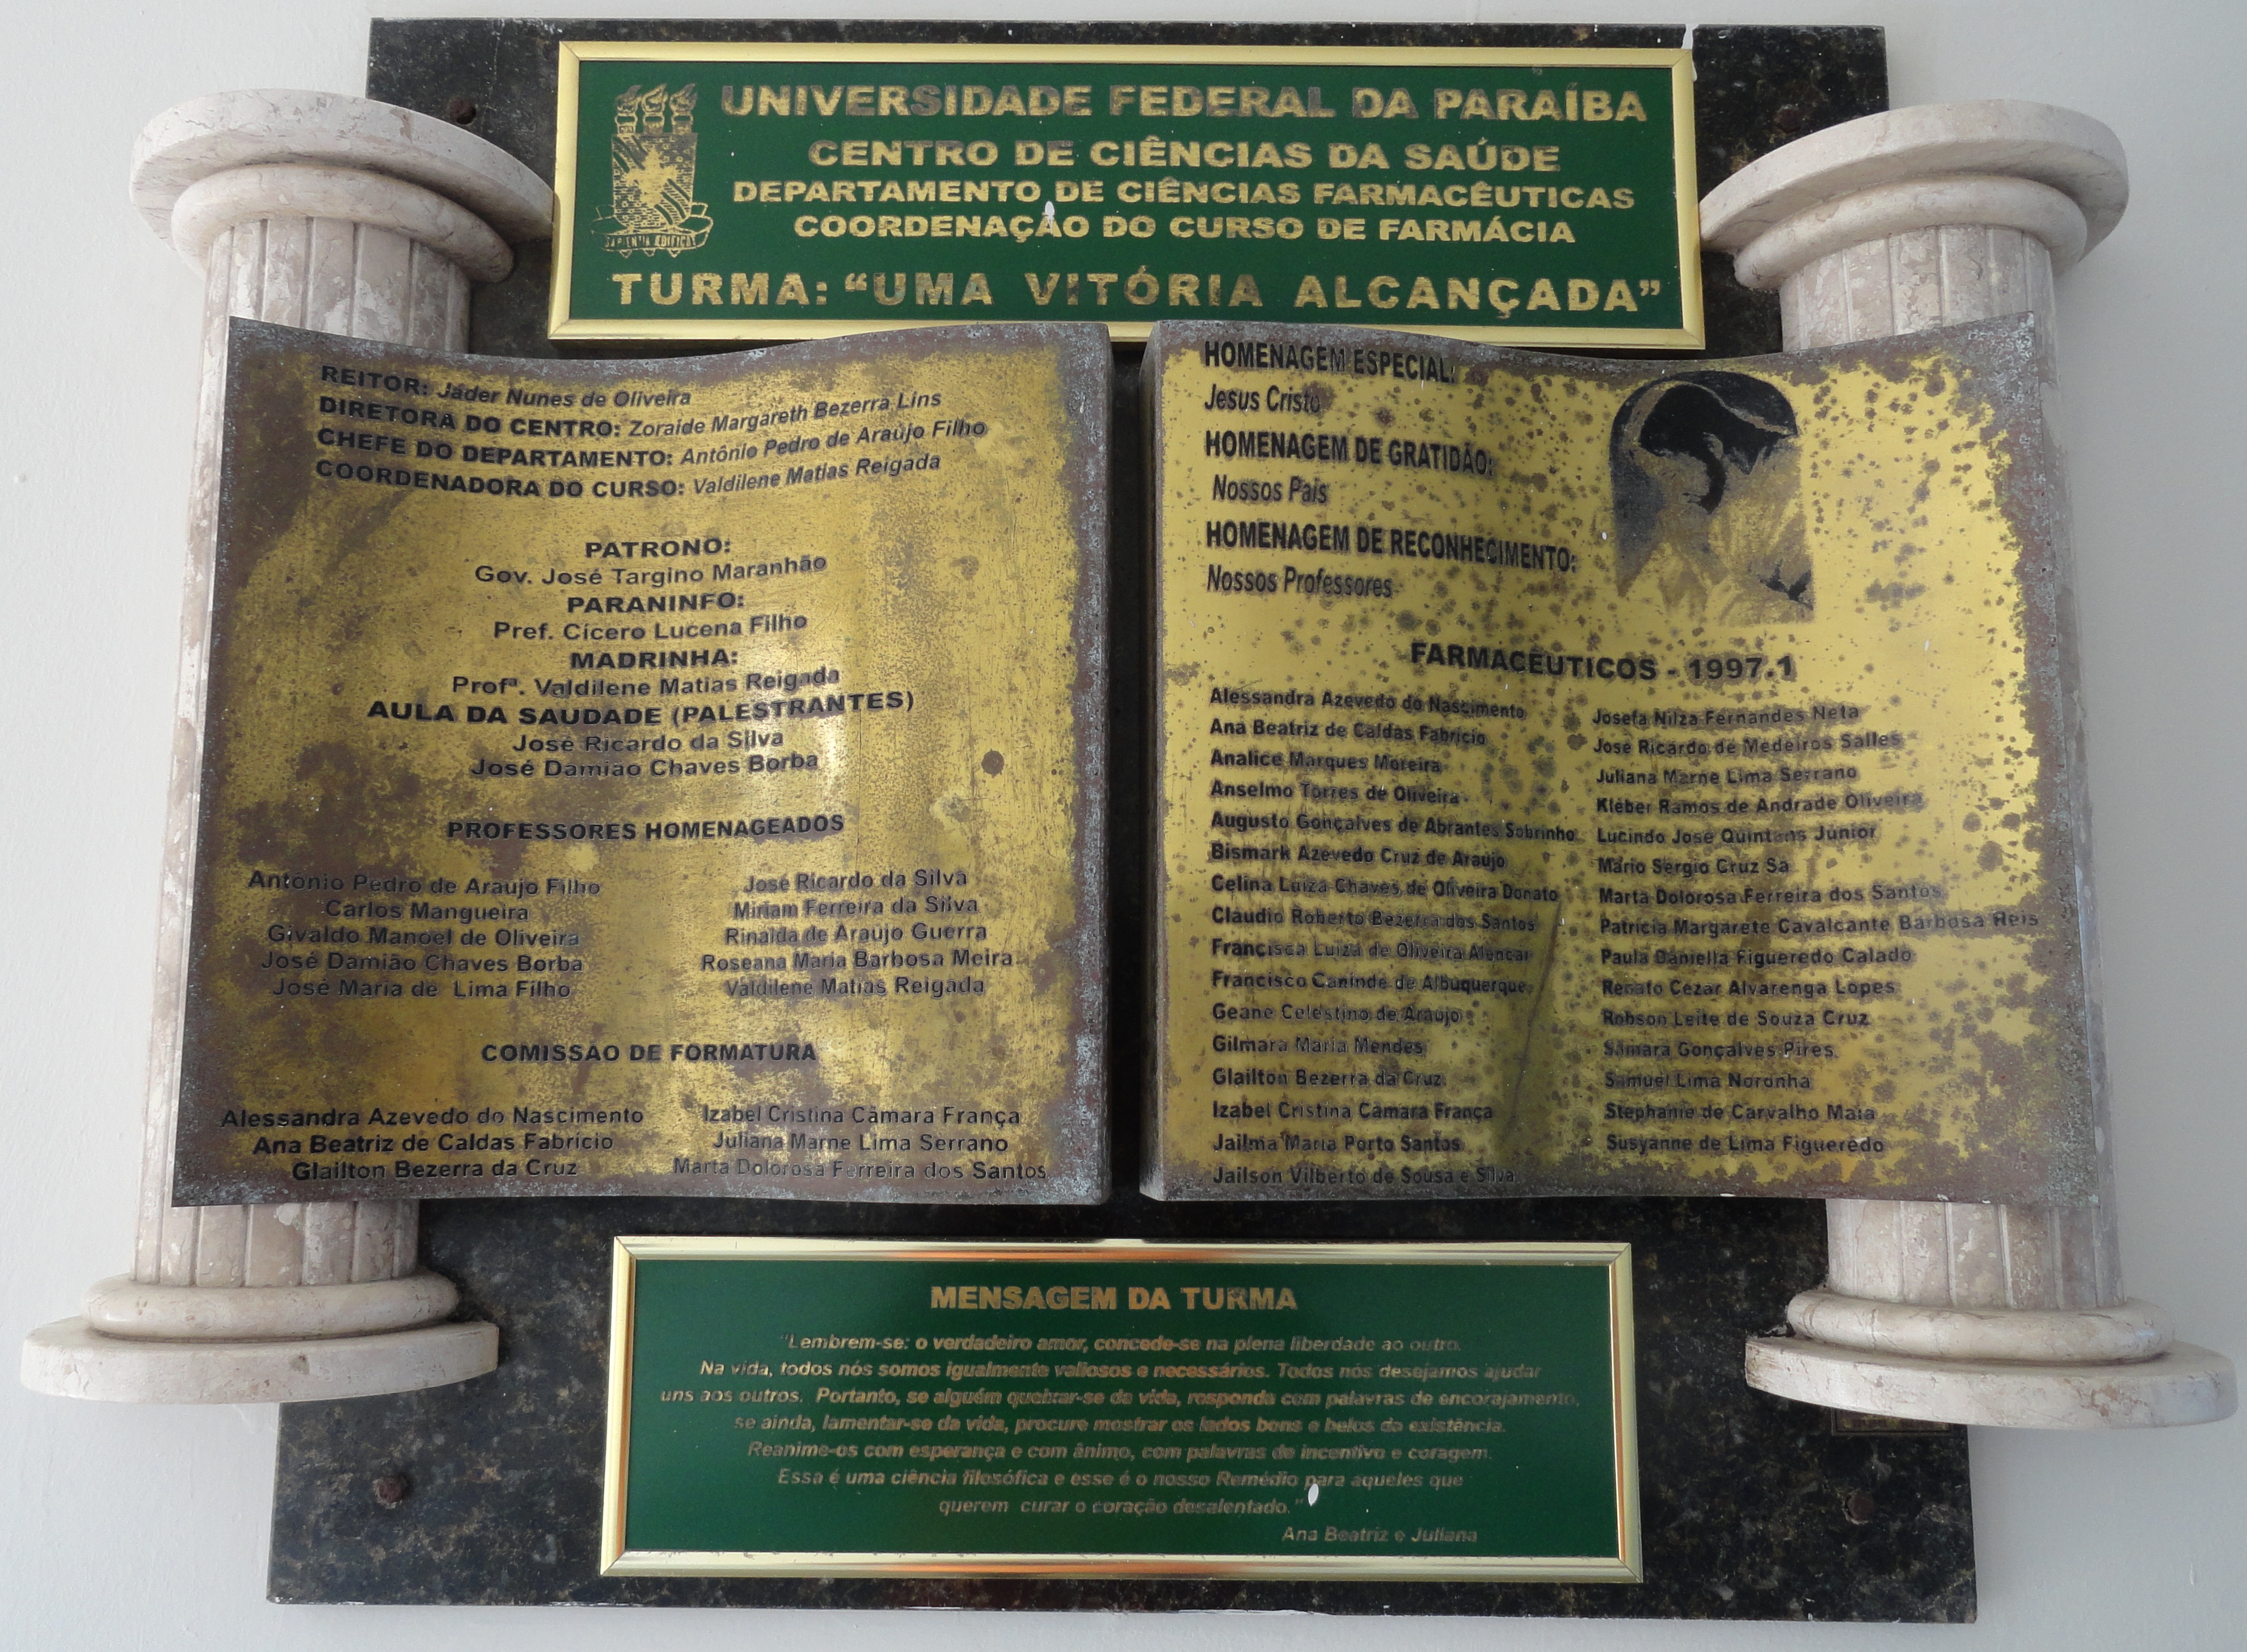 UNIVERSIDADE FEDERAL DA PARAÍBA
CENTRO DE CIÊNCIAS DA SAÚDE
DEPARTAMENTO DE CIÊNCIAS FARMACÊUTICAS
COORDENAÇÃO DO CURSO DE FARMÁCIA
SAPIENTIA EDIFICAT
TURMA: “UMA VITÓRIA ALCANÇADA”
REITOR: Jader Nunes de Oliveira
DIRETORA DO CENTRO: Zoraide Margareth Bezerra Lins
CHEFE DO DEPARTAMENTO: Antônio Pedro de Araújo Filho
COORDENADORA DO CURSO: Valdilene Matias Reigada
PATRONO:
Gov. José Targino Maranhão
PARANINFO:
Pref. Cícero Lucena Filho
MADRINHA:
Profª. Valdilene Matias Reigada
AULA DA SAUDADE (PALESTRANTES)
José Ricardo da Silva
José Damião Chaves Borba
PROFESSORES HOMENAGEADOS
Antônio Pedro de Araujo Filho
Carlos Mangueira
Givaldo Manoel de Oliveira
José Damião Chaves Borba
José Maria de Lima Filho
José Ricardo da Silva
Miriam Ferreira da Silva
Rinalda de Araujo Guerra
Roseana Maria Barbosa Meira
Valdilene Matias Reigada
COMISSAO DE FORMATURA
Alessandra Azevedo do Nascimento
Ana Beatriz de Caldas Fabrício
Glailton Bezerra da Cruz
Izabel Cristina Câmara França
Juliana Marne Lima Serrano
Marta Dolorosa Ferreira dos Santos
HOMENAGEM ESPECIAL:
Jesus Cristo
HOMENAGEM DE GRATIDÃO:
Nossos Pais
HOMENAGEM DE RECONHECIMENTO:
Nossos Professores
FARMACÊUTICOS - 1997.1
Alessandra Azevedo do Nascimento
Ana Beatriz de Caldas Fabrício
Analice Marques Moreira
Anselmo Torres de Oliveira
Augusto Gonçalves de Abrantes Sobrinho
Bismark Azevedo Cruz de Araújo
Celina Luiza Chaves de Oliveira Donato
Cláudio Roberto Bezerra dos Santos
Francisca Luiza de Oliveira Alencar
Francisco Canindé de Albuquerque
Geane Celestino de Araújo
Gilmara Maria Mendes
Glailton Bezerra da Cruz
Izabel Cristina Câmara França
Jailma Maria Porto Santos
Jailson Vilberto de Sousa e Silva
Josefa Nilza Fernandes Neta
José Ricardo de Medeiros Salles
Juliana Marne Lima Serrano
Kléber Ramos de Andrade Oliveira
Lucindo José Quintans Júnior
Mário Sérgio Cruz Sá
Marta Dolorosa Ferreira dos Santos
Patrícia Margarete Cavalcante Barbosa Reis
Paula Daniella Figueredo Calado
Renato Cézar Alvarenga Lopes
Robson Leite de Souza Cruz
Sâmara Gonçalves Pires
Samuel Lima Noronha
Stephanie de Carvalho Maia
Susyanne de Lima Figuerêdo
MENSAGEM DA TURMA
"Lembrem-se: o verdadeiro amor, concede-se na plena liberdade ao outro.
Na vida, todos nós somos igualmente valiosos e necessários. Todos nós desejamos ajudar
uns aos outros. Portanto, se alguém queixar-se da vida, responda com palavras de encorajamento,
se ainda, lamentar-se da vida, procure mostrar os lados bons e belos da existência.
Reanime-os com esperança e com ânimo, com palavras de incentivo e coragem.
Essa é uma ciência filosófica e esse é o nosso Remédio para aqueles que
querem curar o coração desalentado."
Ana Beatriz e Juliana